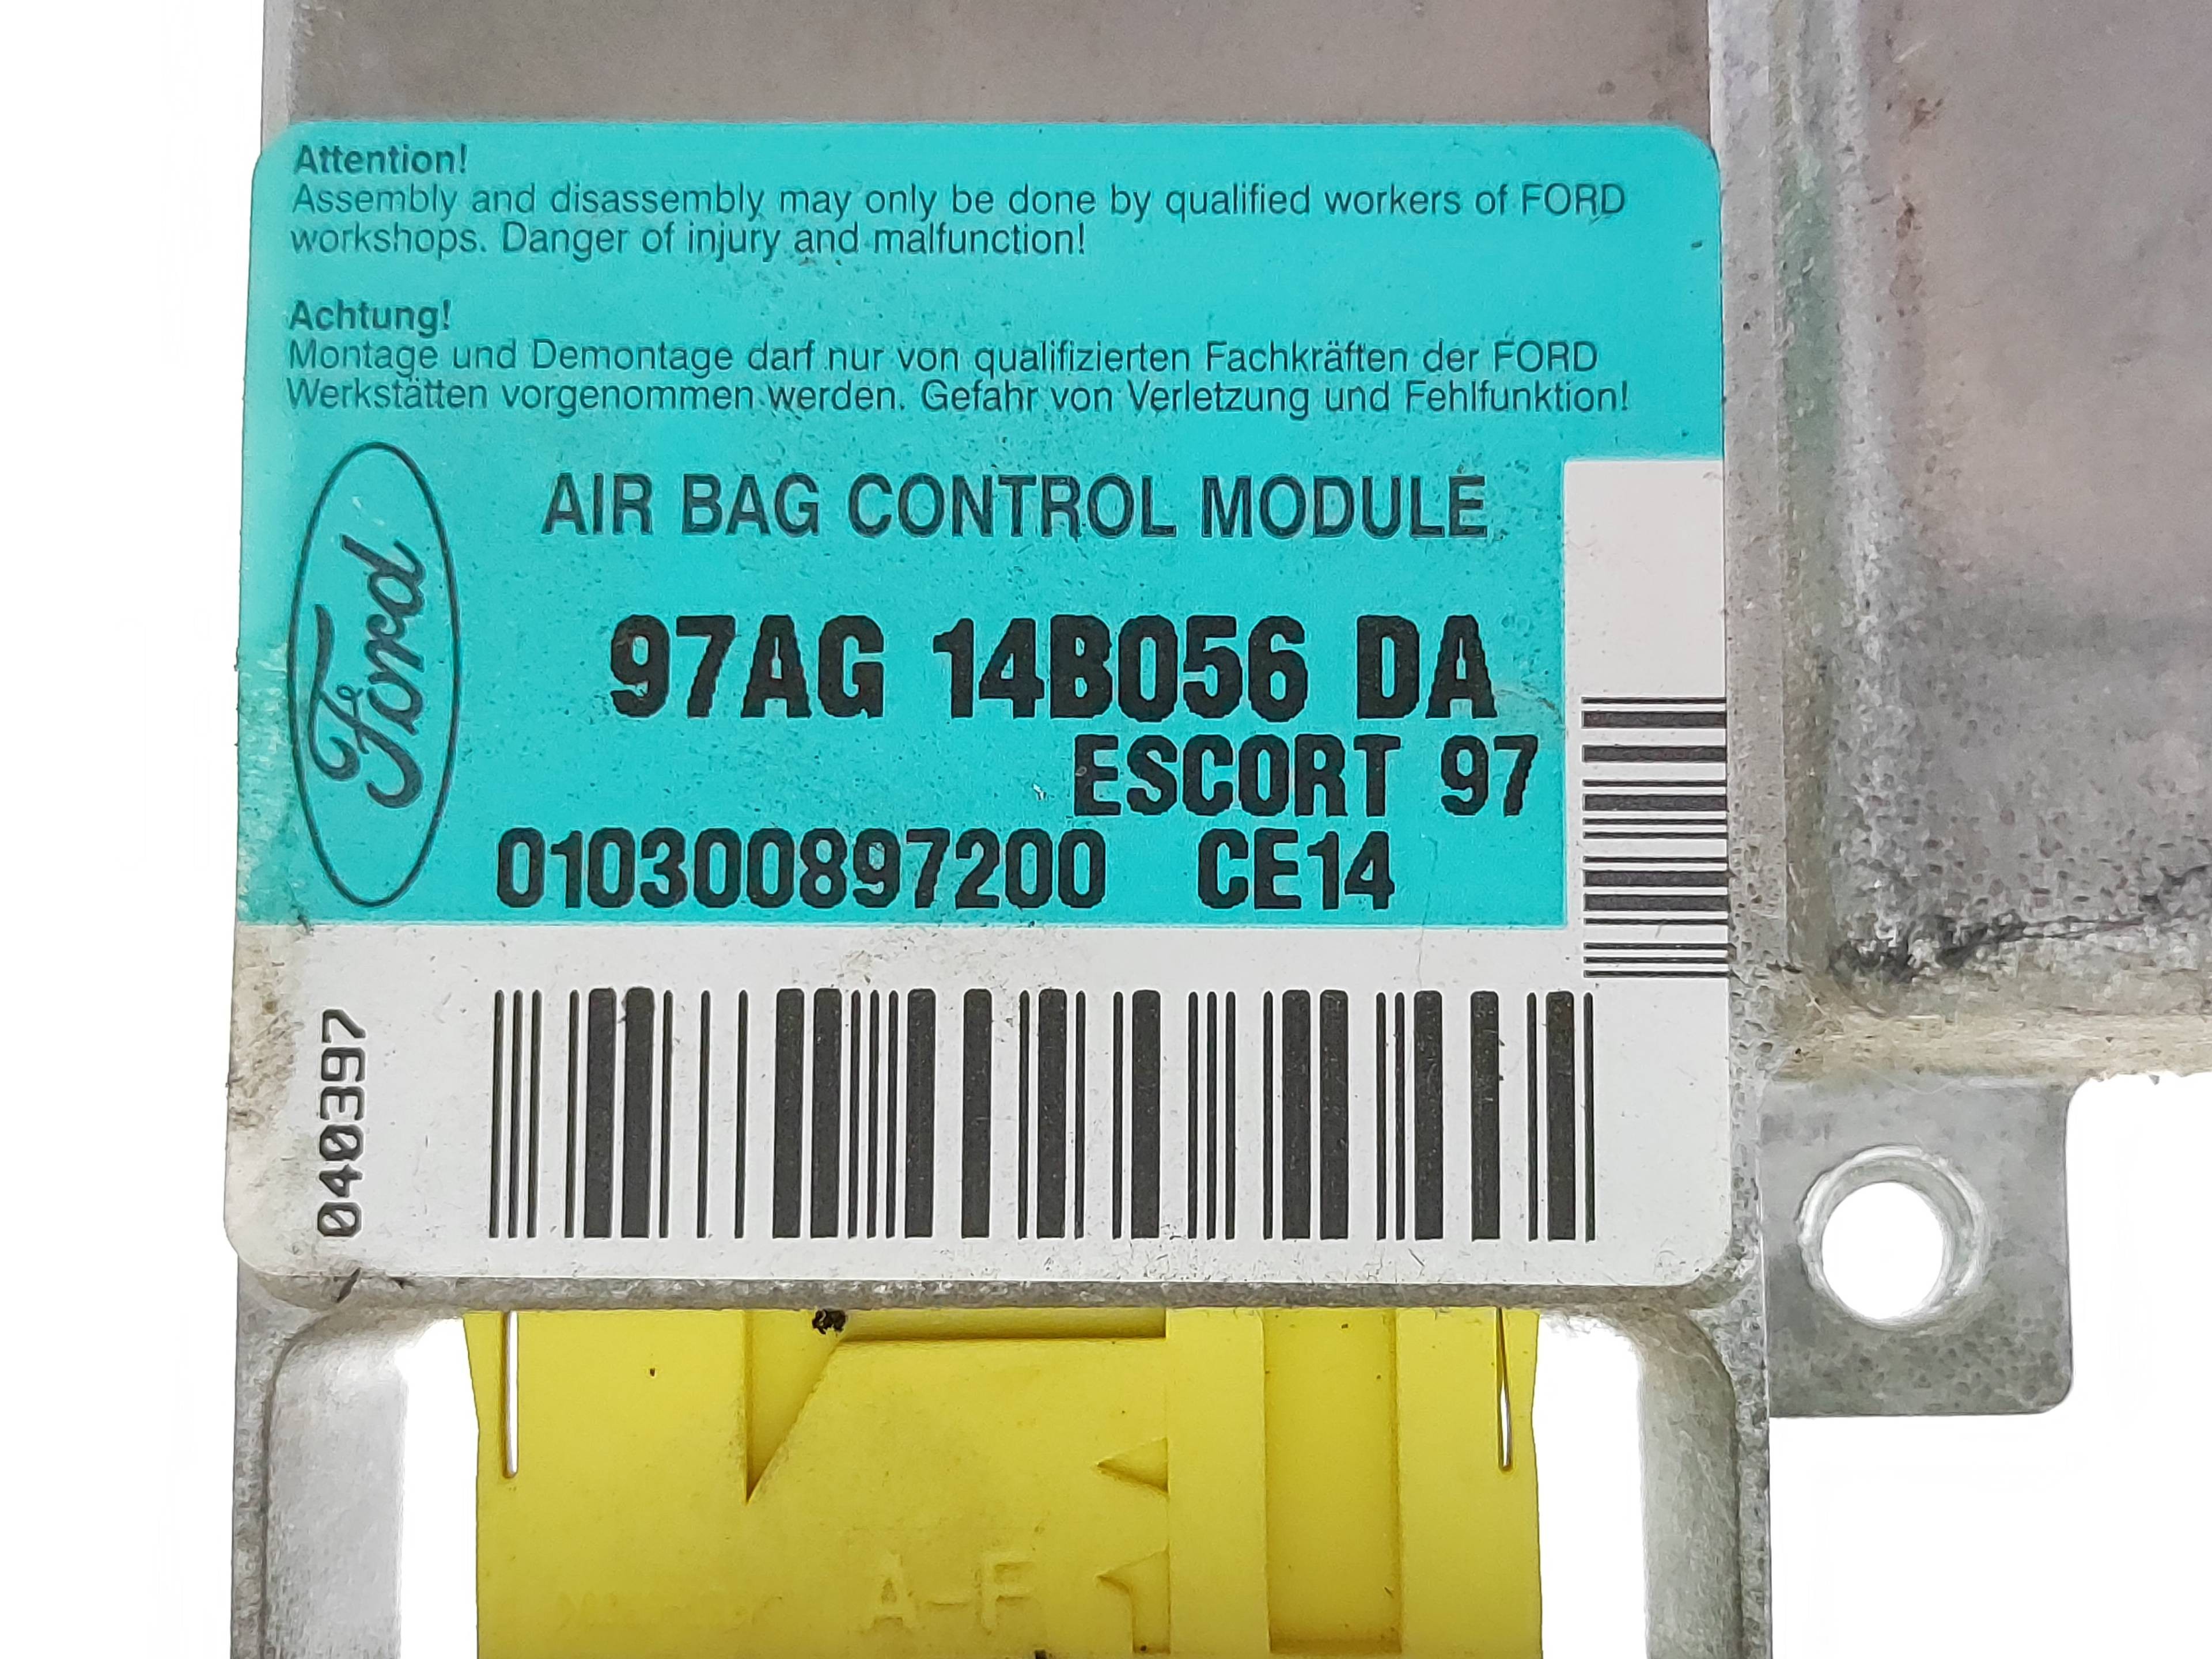 Attention!
Assembly and disassembly may only be done by qualified workers of FORD
workshops. Danger of injury and malfunction!
Achtung!
Montage und Demontage darf nur von qualifizierten Fachkräften der FORD
Werkstätten vorgenommen werden. Gefahr von Verletzung und Fehlfunktion!
Ford
AIR BAG CONTROL MODULE
97AG 14B056 DA
ESCORT 97
010300897200 CE14
040397
A-F